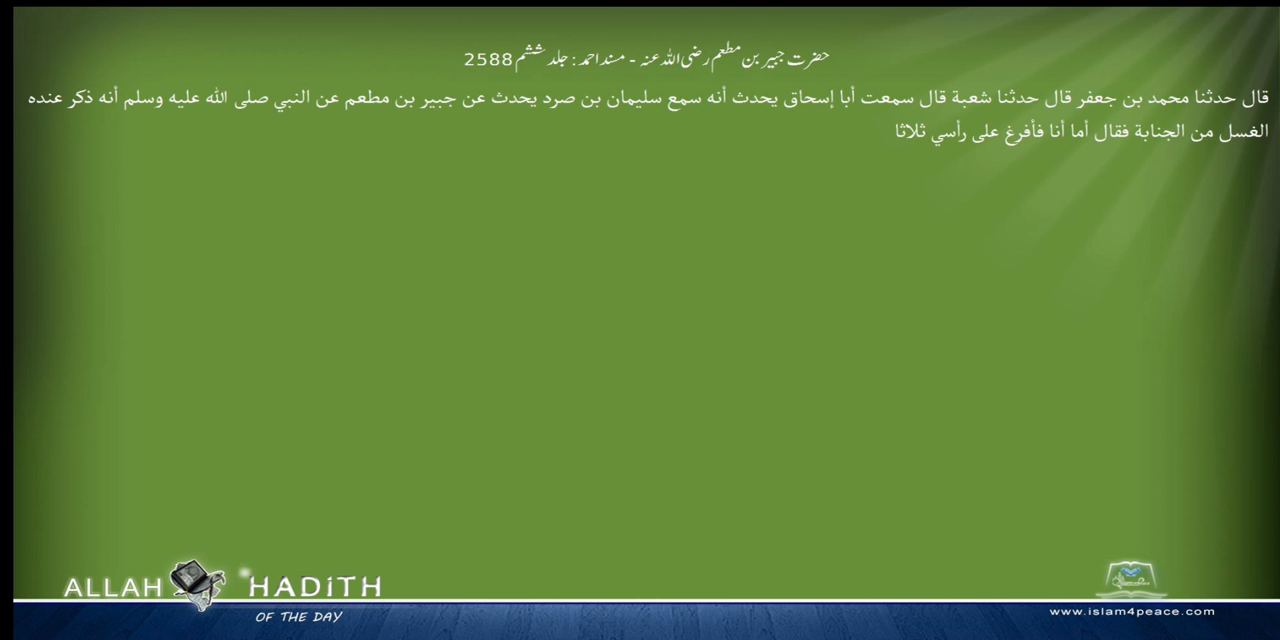 حضرت جبیر بن مطعم رضی اللہ عنہ - مسند احمد : جلد ششم 2588
قال حدثنا محمد بن جعفر قال حدثنا شعبة قال سمعت أبا إسحاق يحدث أنه سمع سليمان بن صرد يحدث عن جبير بن مطعم عن النبي صلى الله عليه وسلم أنه ذكر عنده
الغسل من الجنابة فقال أما أنا فأفرغ على رأسي ثلاثا
ALLAH HADITH
OF THE DAY
www.islam4peace.com